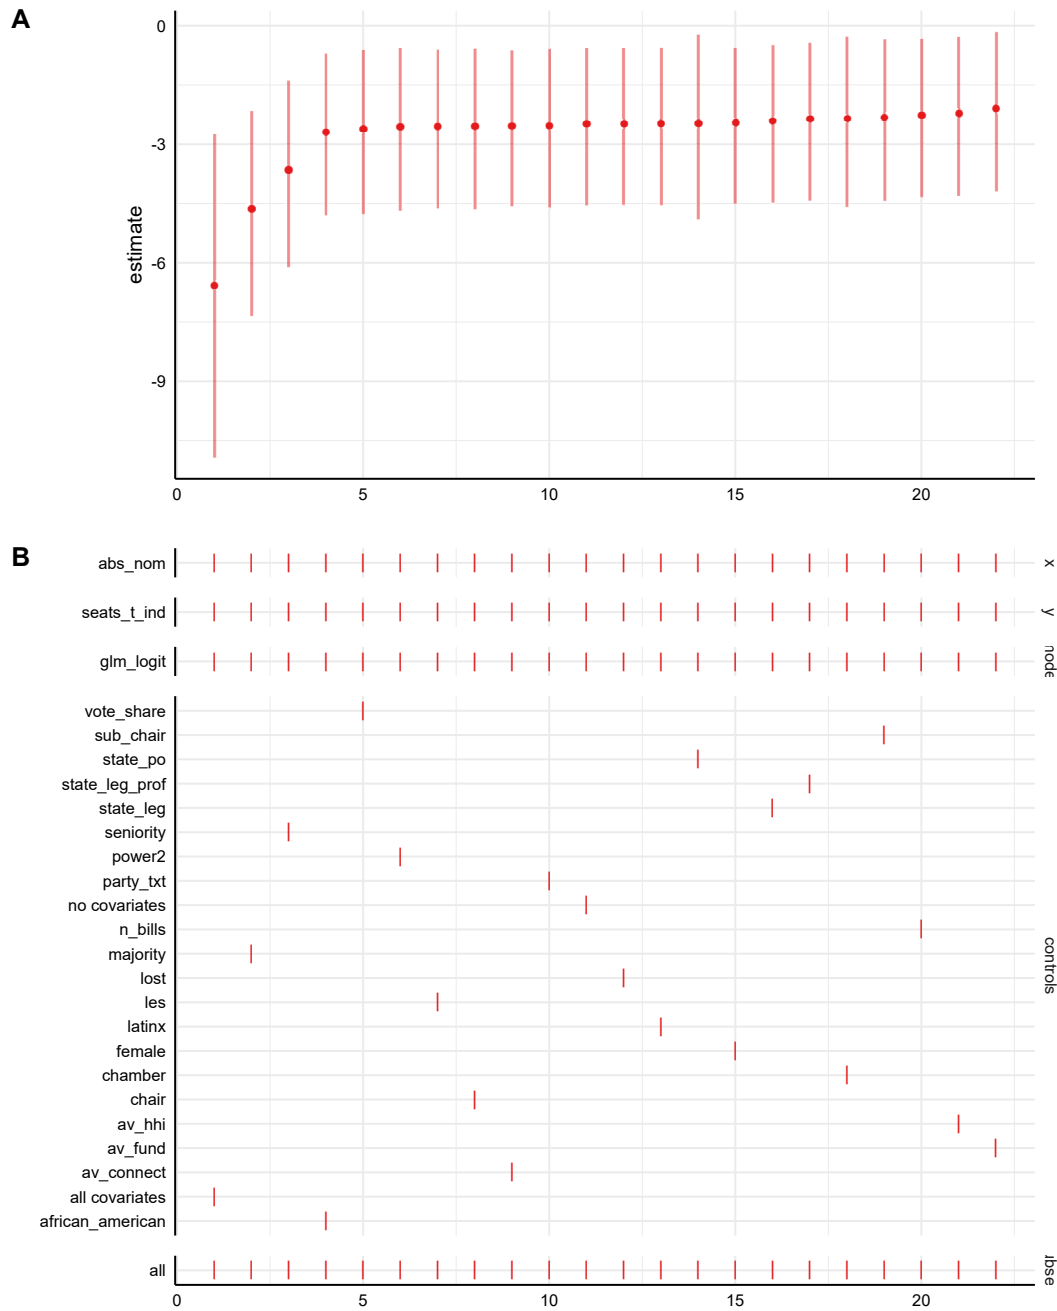 A
0
-3
-6
-9
estimate
0 5 10 15 20
B
abs_nom
x
seats_t_ind
y
glm_logit
vote_share
sub_chair
state_po
state_leg_prof
state_leg
seniority
power2
party_txt
no covariates
n_bills
majority
lost
les
latinx
female
chamber
chair
av_hhi
av_fund
av_connect
all covariates
african_american
controls
all
0 5 10 15 20